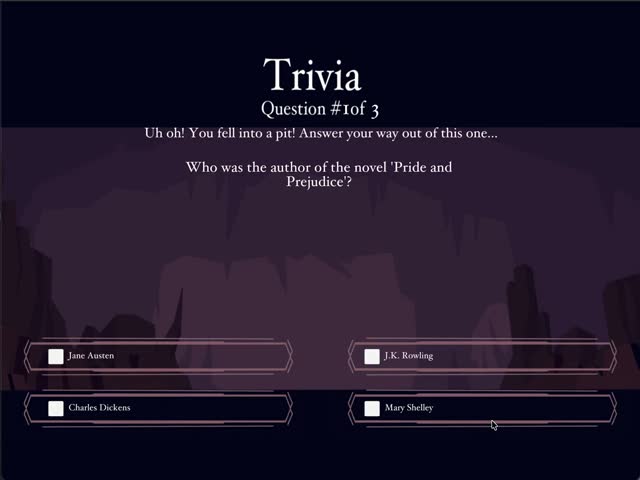 Trivia
Question #1of 3
Uh oh! You fell into a pit! Answer your way out of this one...
Who was the author of the novel 'Pride and
Prejudice'?
Jane Austen
J.K. Rowling
Charles Dickens
Mary Shelley